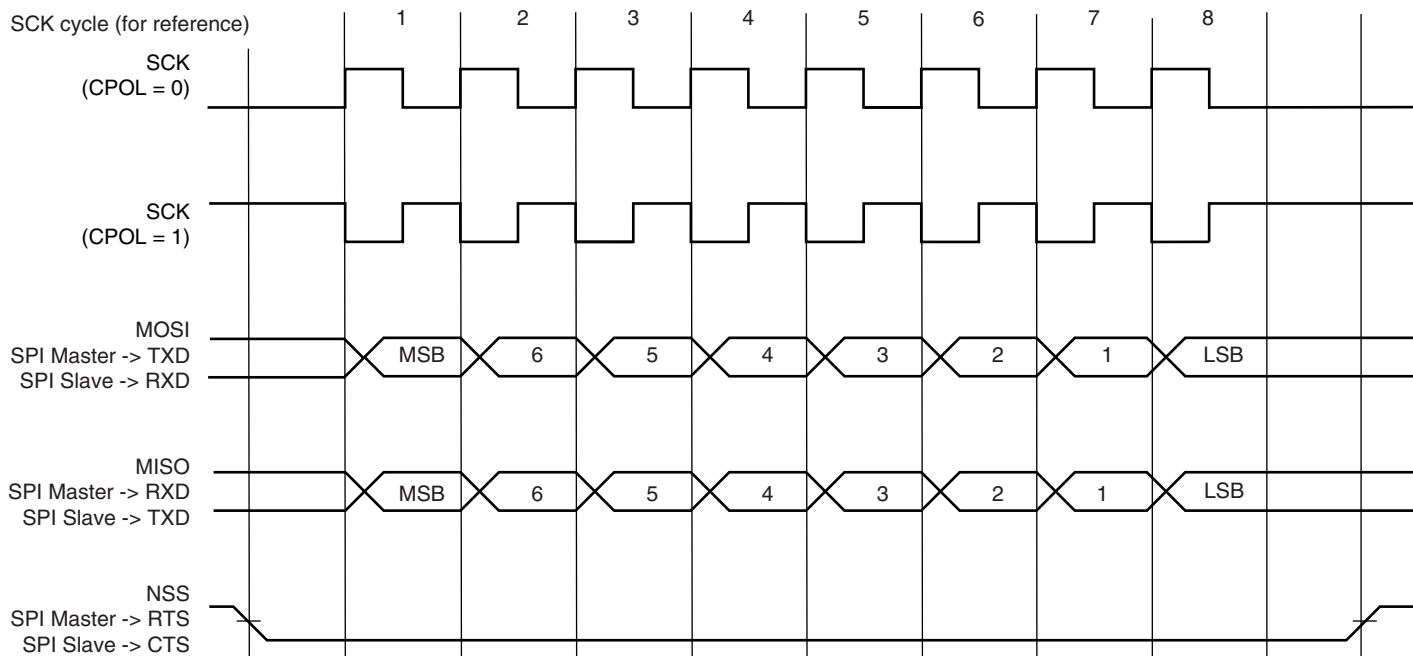 SCK cycle (for reference) 1 2 3 4 5 6 7 8
SCK
(CPOL = 0)
SCK
(CPOL = 1)
MOSI
SPI Master -> TXD
SPI Slave -> RXD
MSB 6 5 4 3 2 1 LSB
MISO
SPI Master -> RXD
SPI Slave -> TXD
MSB 6 5 4 3 2 1 LSB
NSS
SPI Master -> RTS
SPI Slave -> CTS